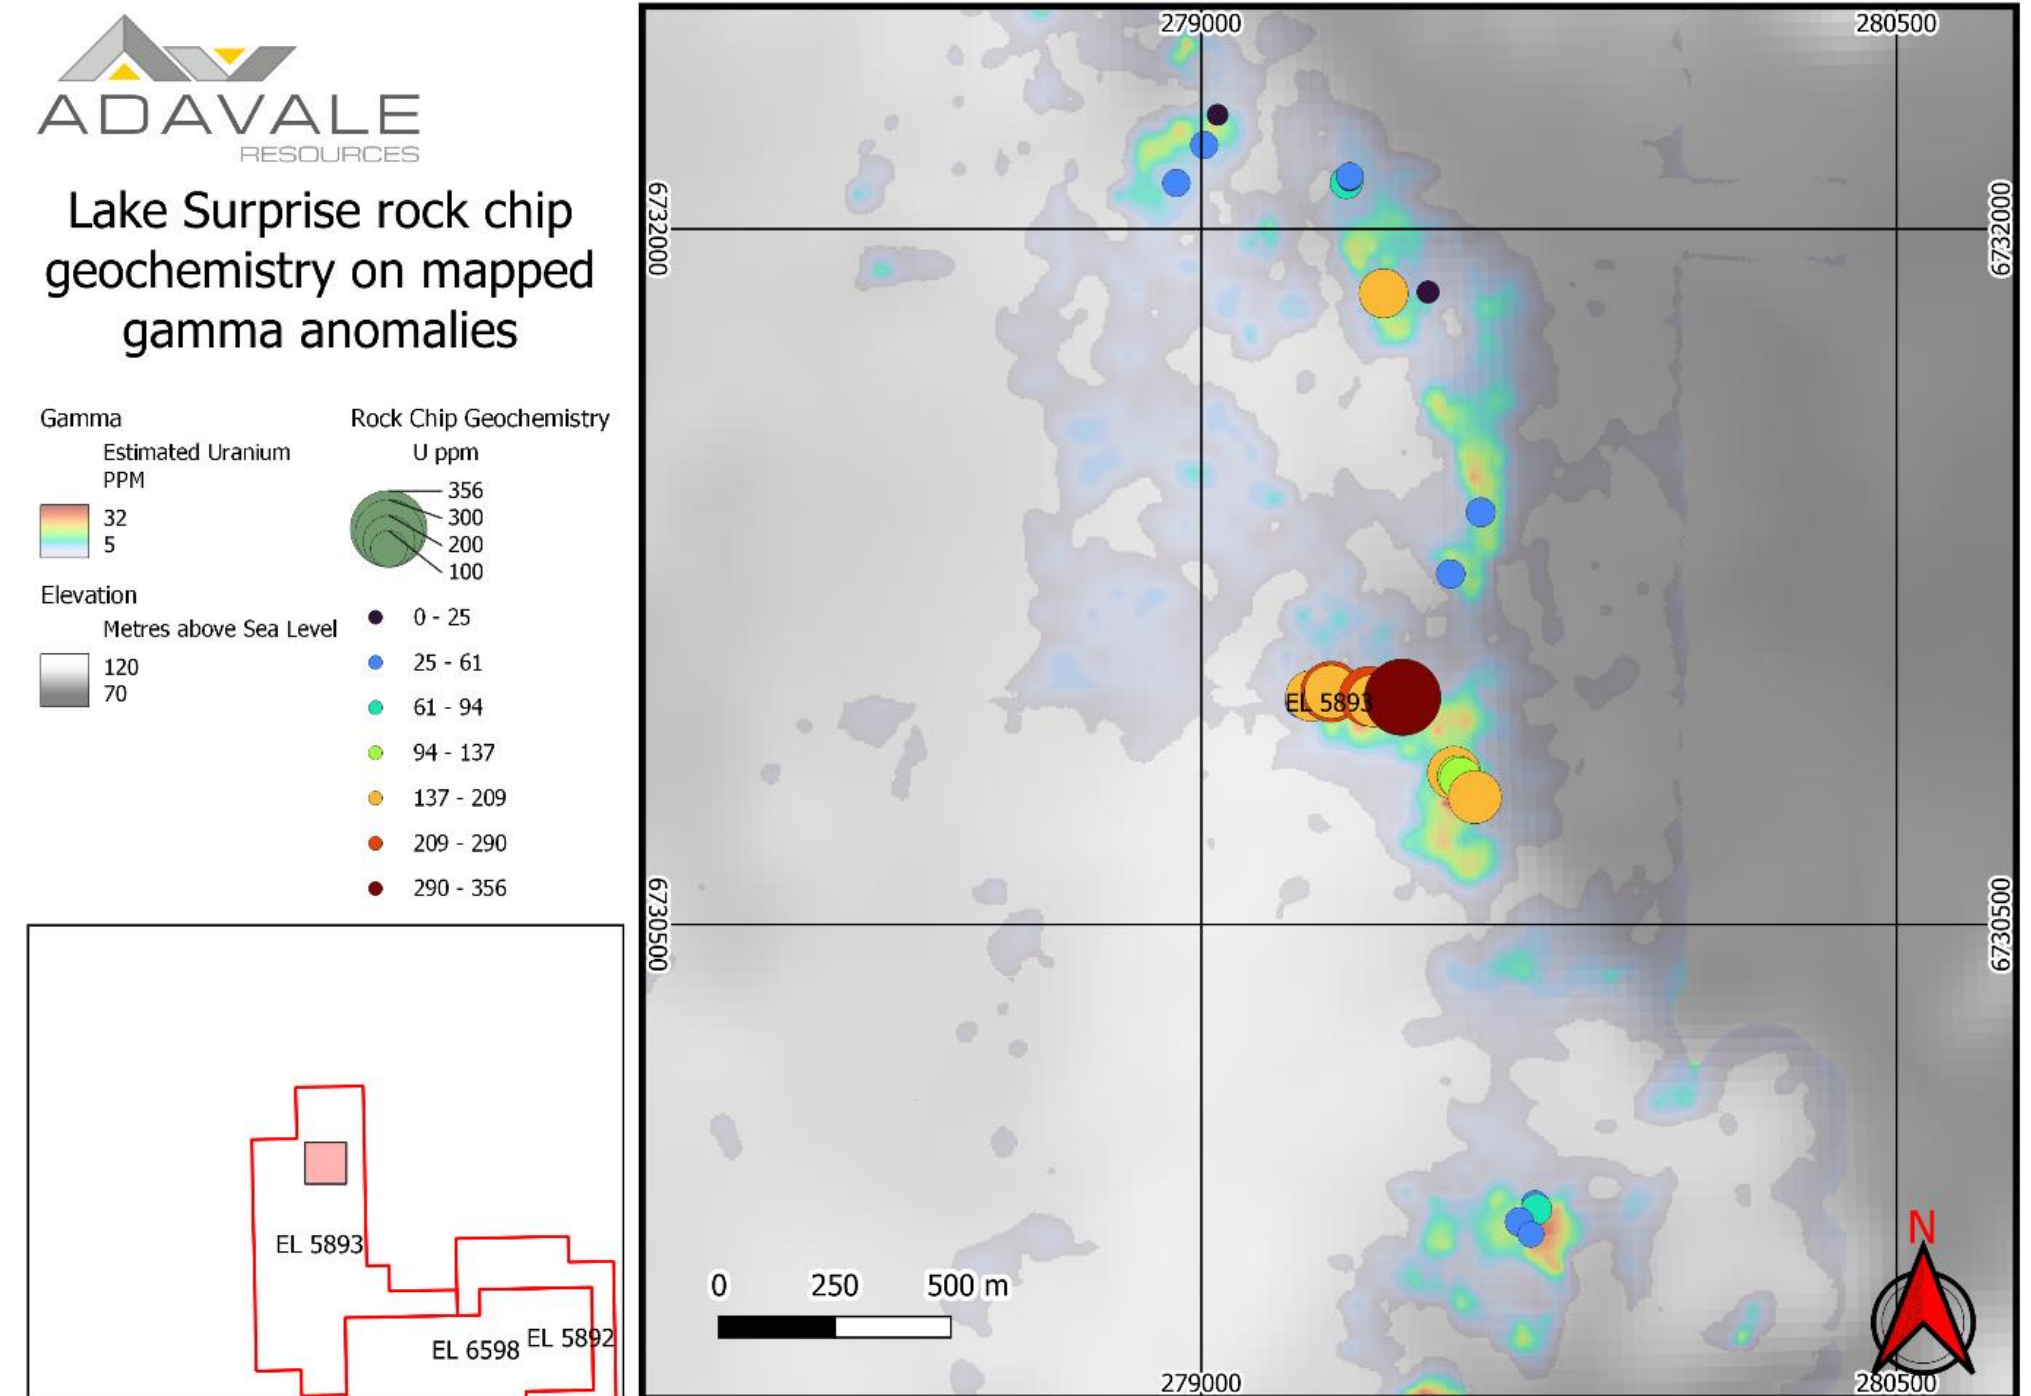 ADAVALE
RESOURCES
Lake Surprise rock chip
geochemistry on mapped
gamma anomalies
Gamma
Estimated Uranium
PPM
32
5
Elevation
Metres above Sea Level
120
70
Rock Chip Geochemistry
U ppm
356
300
200
100
0 - 25
25 - 61
61 - 94
94 - 137
137 - 209
209 - 290
290 - 356
EL 5893
EL 6598
EL 5892
279000
280500
6732000
6732000
EL 5893
6730500
6730500
0 250 500 m
N
279000
280500